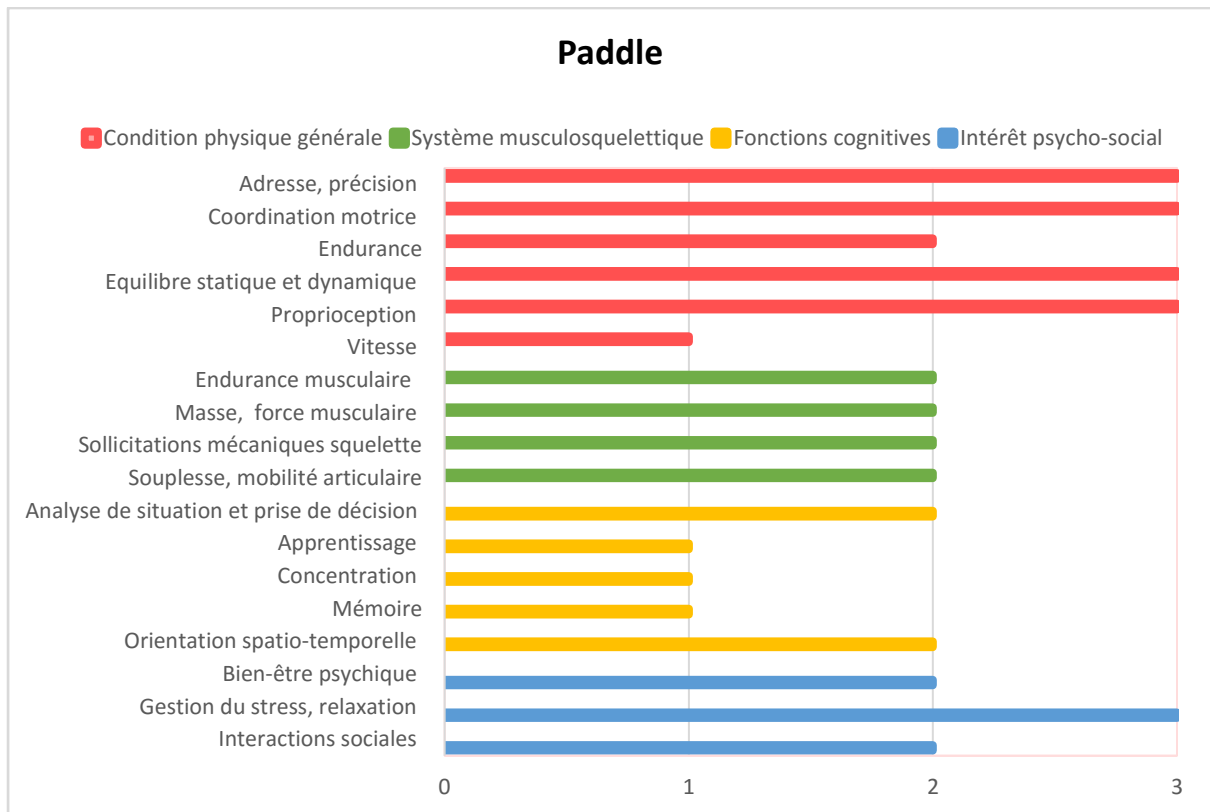 Paddle
Condition physique générale Système musculosquelettique Fonctions cognitives Intérêt psycho-social
Adresse, précision
Coordination motrice
Endurance
Equilibre statique et dynamique
Proprioception
Vitesse
Endurance musculaire
Masse, force musculaire
Sollicitations mécaniques squelette
Souplesse, mobilité articulaire
Analyse de situation et prise de décision
Apprentissage
Concentration
Mémoire
Orientation spatio-temporelle
Bien-être psychique
Gestion du stress, relaxation
Interactions sociales
0 1 2 3